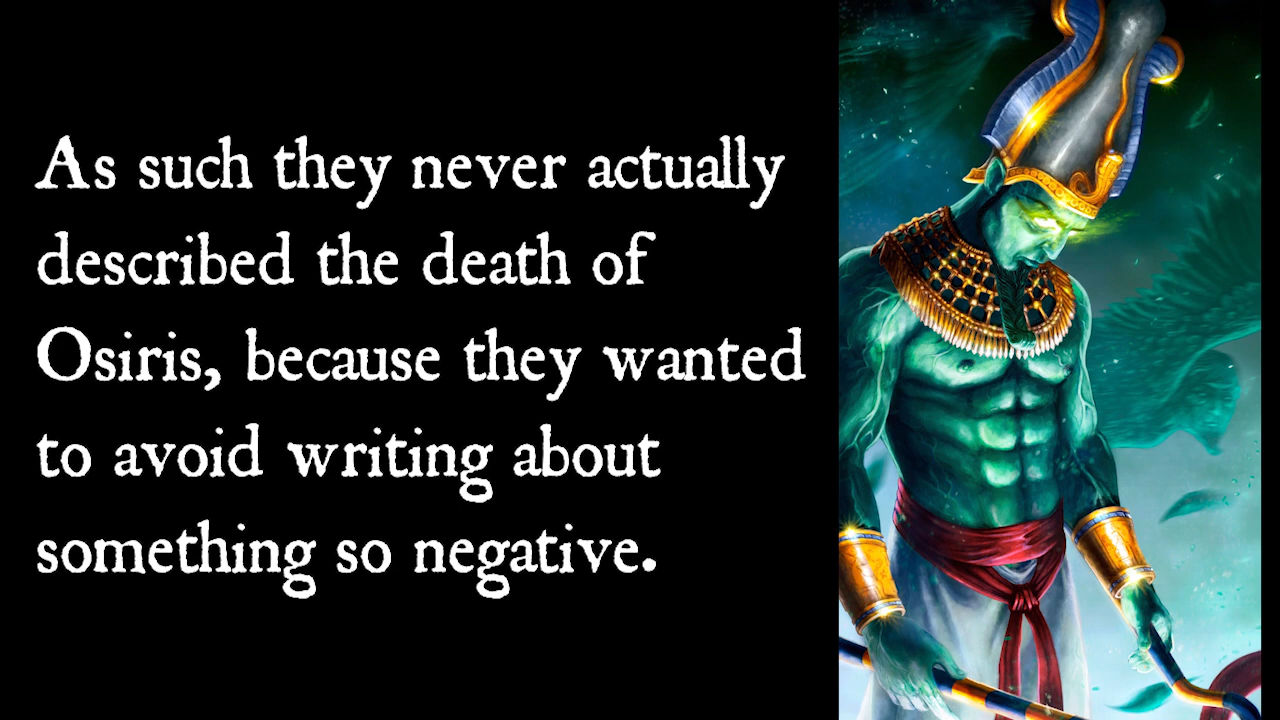 As such they never actually
described the death of
Osiris, because they wanted
to avoid writing about
something so negative.